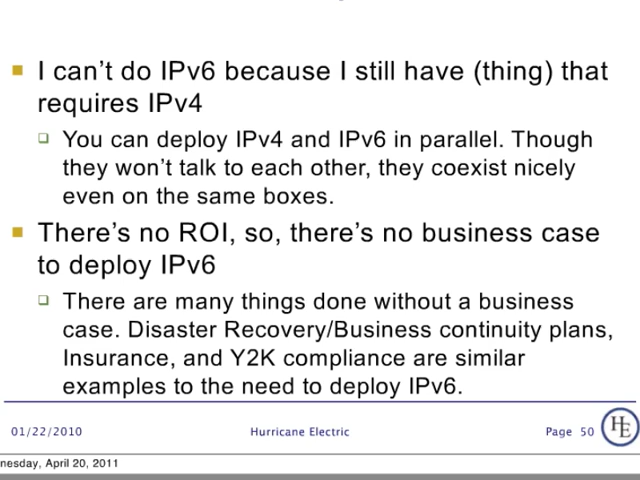 I can't do IPv6 because I still have (thing) that
requires IPv4
You can deploy IPv4 and IPv6 in parallel. Though
they won't talk to each other, they coexist nicely
even on the same boxes.
There's no ROI, so, there's no business case
to deploy IPv6
There are many things done without a business
case. Disaster Recovery/Business continuity plans,
Insurance, and Y2K compliance are similar
examples to the need to deploy IPv6.
01/22/2010 Hurricane Electric Page 50 HE
nesday, April 20, 2011